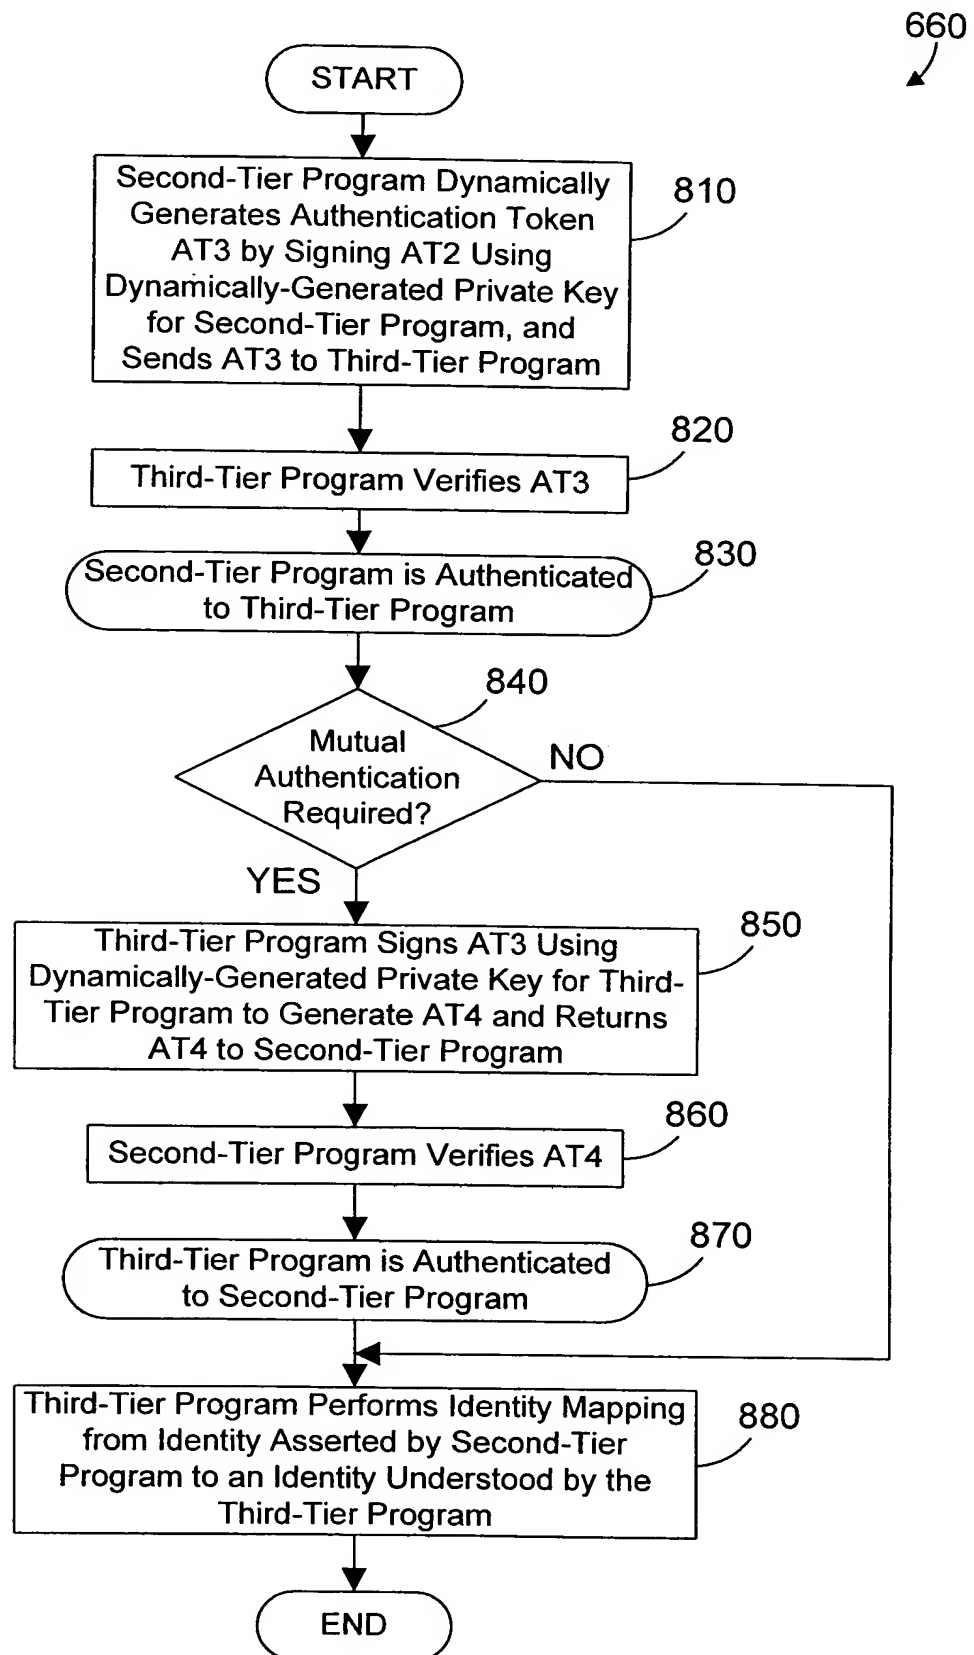 660
START
Second-Tier Program Dynamically
Generates Authentication Token
AT3 by Signing AT2 Using
Dynamically-Generated Private Key
for Second-Tier Program, and
Sends AT3 to Third-Tier Program
810
Third-Tier Program Verifies AT3
820
Second-Tier Program is Authenticated
to Third-Tier Program
830
Mutual
Authentication
Required?
840
NO
YES
Third-Tier Program Signs AT3 Using
Dynamically-Generated Private Key for Third-
Tier Program to Generate AT4 and Returns
AT4 to Second-Tier Program
850
Second-Tier Program Verifies AT4
860
Third-Tier Program is Authenticated
to Second-Tier Program
870
Third-Tier Program Performs Identity Mapping
from Identity Asserted by Second-Tier
Program to an Identity Understood by the
Third-Tier Program
880
END